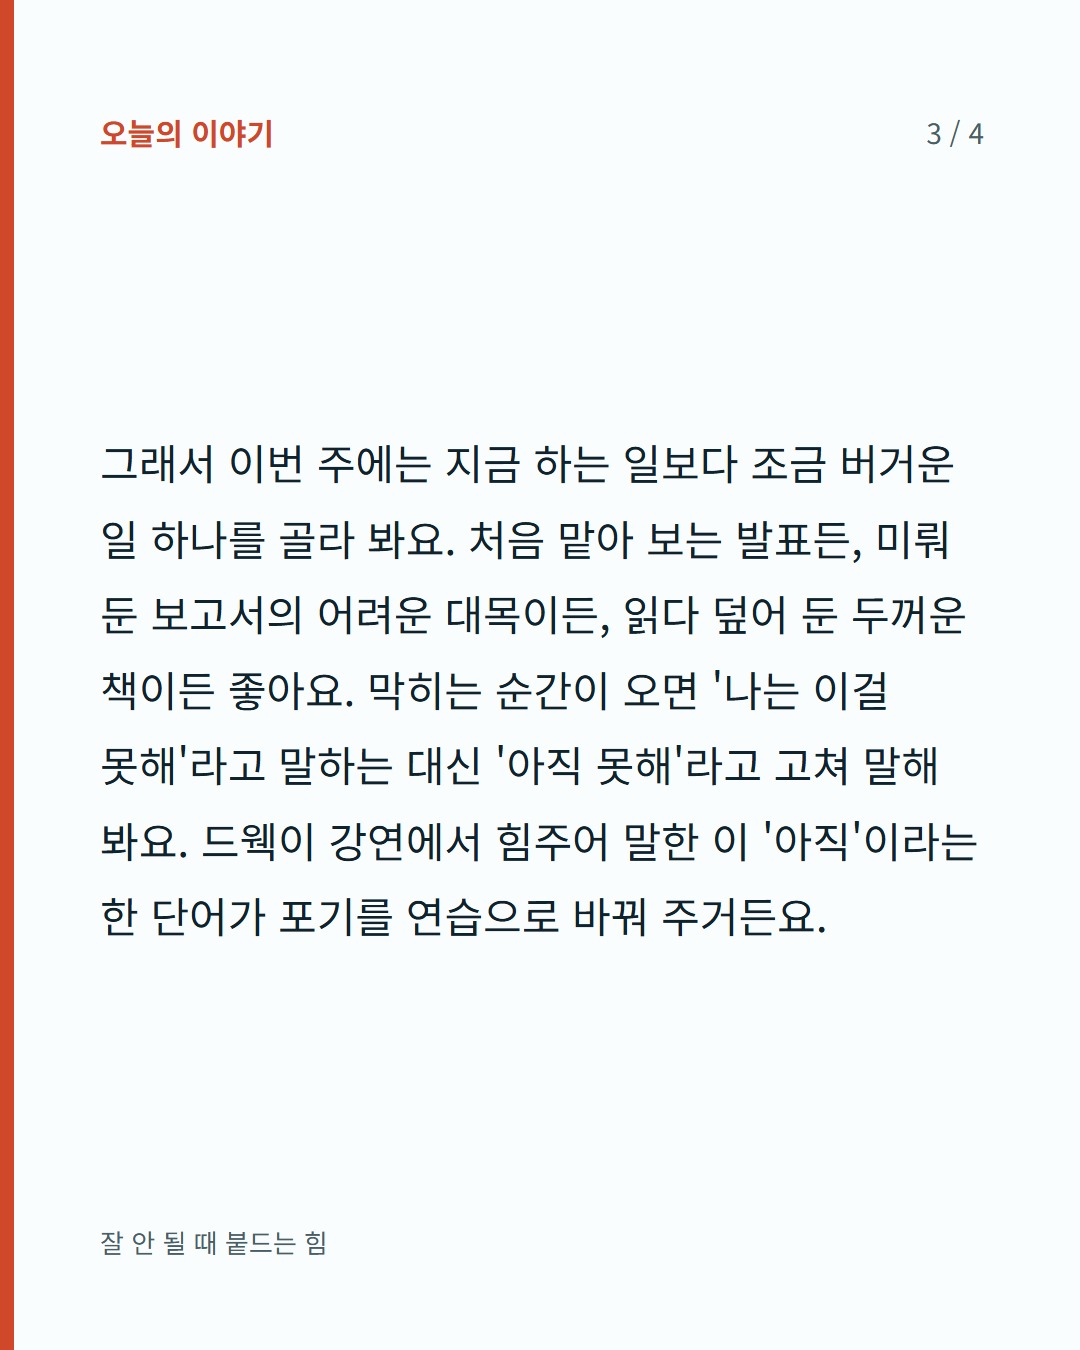 오늘의 이야기
3 / 4
그래서 이번 주에는 지금 하는 일보다 조금 버거운
일 하나를 골라 봐요. 처음 맡아 보는 발표든, 미뤄
둔 보고서의 어려운 대목이든, 읽다 덮어 둔 두꺼운
책이든 좋아요. 막히는 순간이 오면 '나는 이걸
못해'라고 말하는 대신 '아직 못해'라고 고쳐 말해
봐요. 드웩이 강연에서 힘주어 말한 이 '아직'이라는
한 단어가 포기를 연습으로 바꿔 주거든요.
잘 안 될 때 붙드는 힘